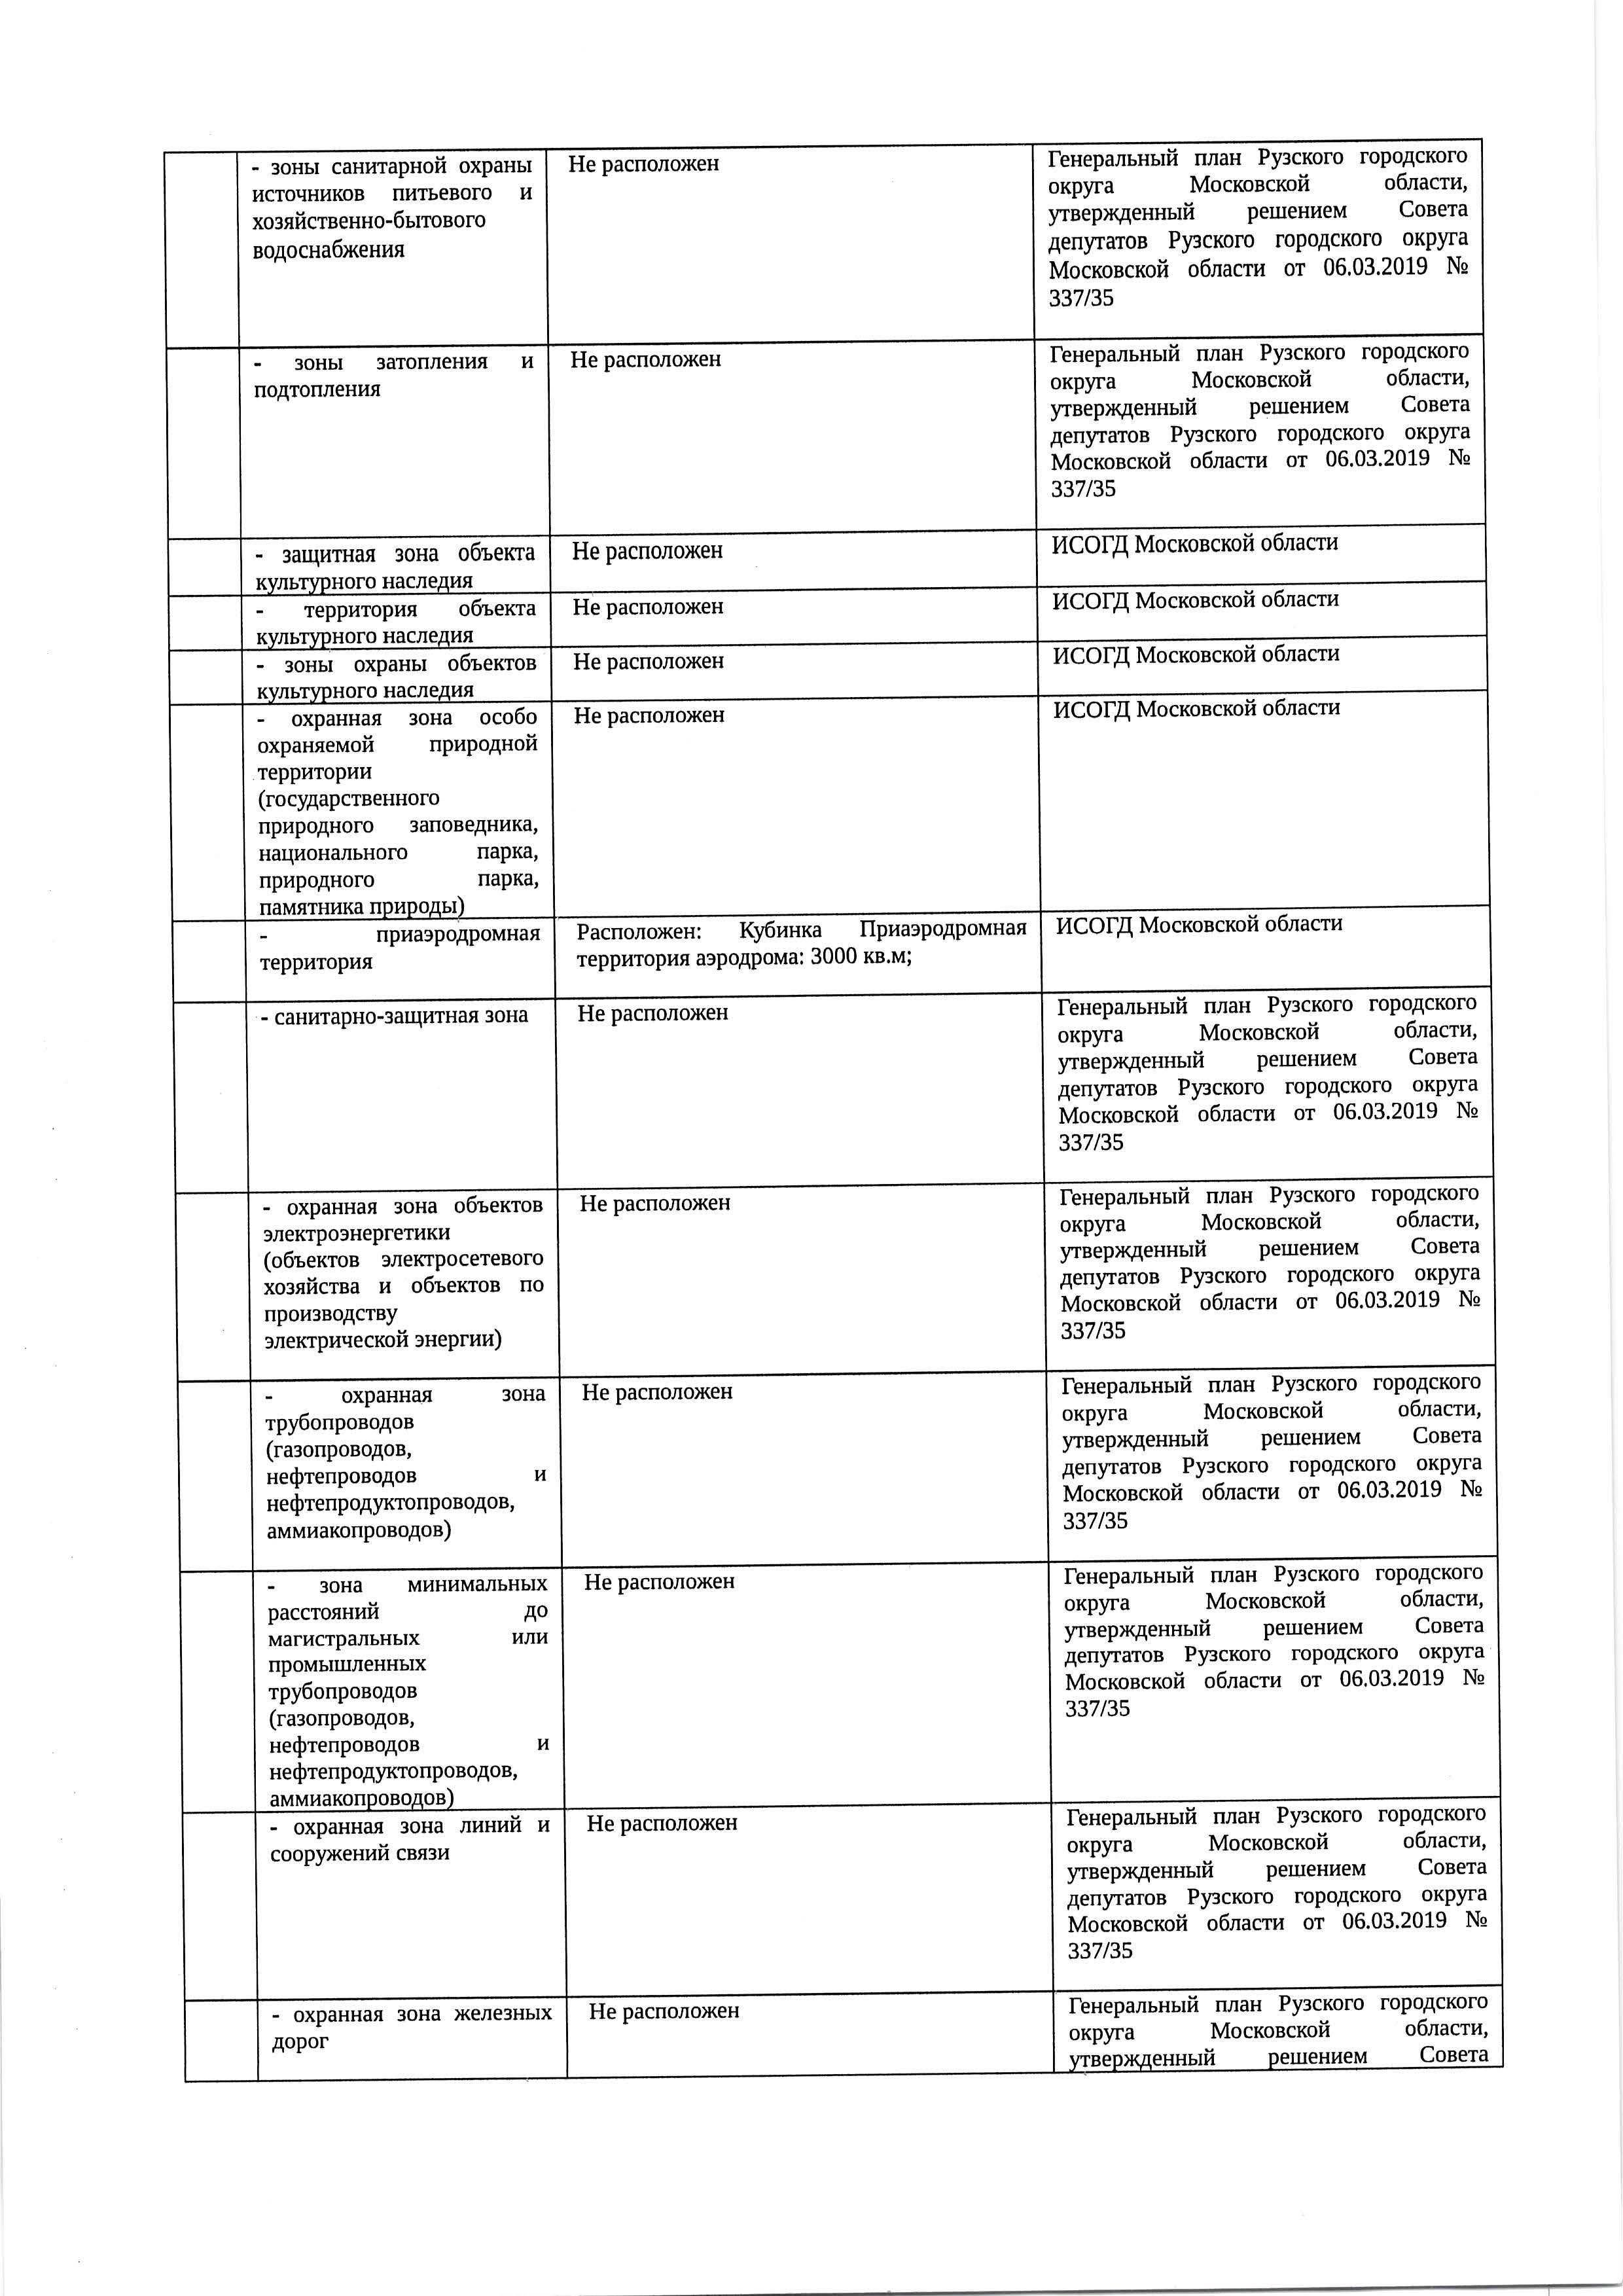 - зоны санитарной охраны
источников питьевого и
хозяйственно-бытового
водоснабжения
Не расположен
Генеральный план Рузского городского
округа Московской области,
утвержденный решением Совета
депутатов Рузского городского округа
Московской области от 06.03.2019 №
337/35
- зоны затопления и
подтопления
Не расположен
Генеральный план Рузского городского
округа Московской области,
утвержденный решением Совета
депутатов Рузского городского округа
Московской области от 06.03.2019 №
337/35
- защитная зона объекта
культурного наследия
Не расположен
ИСОГД Московской области
- территория объекта
культурного наследия
Не расположен
ИСОГД Московской области
- зоны охраны объектов
культурного наследия
Не расположен
ИСОГД Московской области
- охранная зона особо
охраняемой природной
территории
(государственного
природного заповедника,
национального парка,
природного парка,
памятника природы)
Не расположен
ИСОГД Московской области
- приаэродромная
территория
Расположен: Кубинка Приаэродромная
территория аэродрома: 3000 кв.м;
ИСОГД Московской области
- санитарно-защитная зона
Не расположен
Генеральный план Рузского городского
округа Московской области,
утвержденный решением Совета
депутатов Рузского городского округа
Московской области от 06.03.2019 №
337/35
- охранная зона объектов
электроэнергетики
(объектов электросетевого
хозяйства и объектов по
производству
электрической энергии)
Не расположен
Генеральный план Рузского городского
округа Московской области,
утвержденный решением Совета
депутатов Рузского городского округа
Московской области от 06.03.2019 №
337/35
- охранная зона
трубопроводов
(газопроводов,
нефтепроводов и
нефтепродуктопроводов,
аммиакопроводов)
Не расположен
Генеральный план Рузского городского
округа Московской области,
утвержденный решением Совета
депутатов Рузского городского округа
Московской области от 06.03.2019 №
337/35
- зона минимальных
расстояний до
магистральных или
промышленных
трубопроводов
(газопроводов,
нефтепроводов и
нефтепродуктопроводов,
аммиакопроводов)
Не расположен
Генеральный план Рузского городского
округа Московской области,
утвержденный решением Совета
депутатов Рузского городского округа
Московской области от 06.03.2019 №
337/35
- охранная зона линий и
сооружений связи
Не расположен
Генеральный план Рузского городского
округа Московской области,
утвержденный решением Совета
депутатов Рузского городского округа
Московской области от 06.03.2019 №
337/35
- охранная зона железных
дорог
Не расположен
Генеральный план Рузского городского
округа Московской области,
утвержденный решением Совета